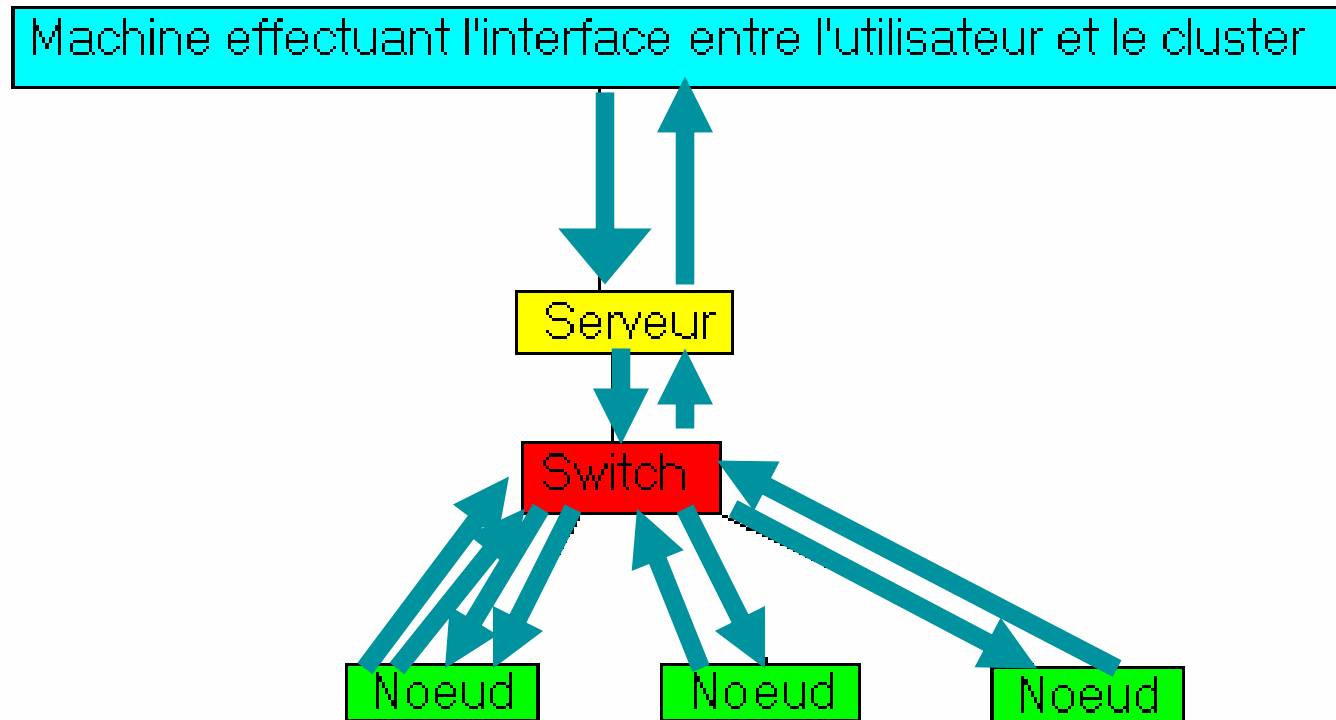 Machine effectuant l'interface entre l'utilisateur et le cluster
Serveur
Switch
Noeud
Noeud
Noeud